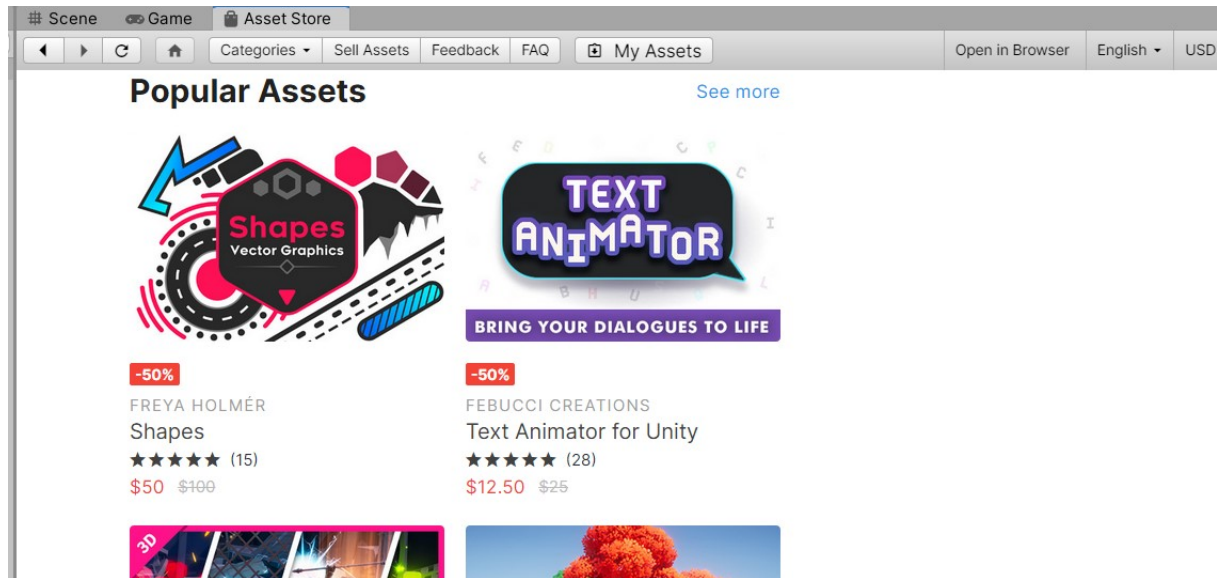 Scene Game Asset Store
Categories Sell Assets Feedback FAQ My Assets Open in Browser English USD
Popular Assets See more
Shapes
Vector Graphics
TEXT
ANIMATOR
BRING YOUR DIALOGUES TO LIFE
-50% -50%
FREYA HOLMÉR FEBUCCI CREATIONS
Shapes Text Animator for Unity
(15) (28)
$50 $100 $12.50 $25
3D